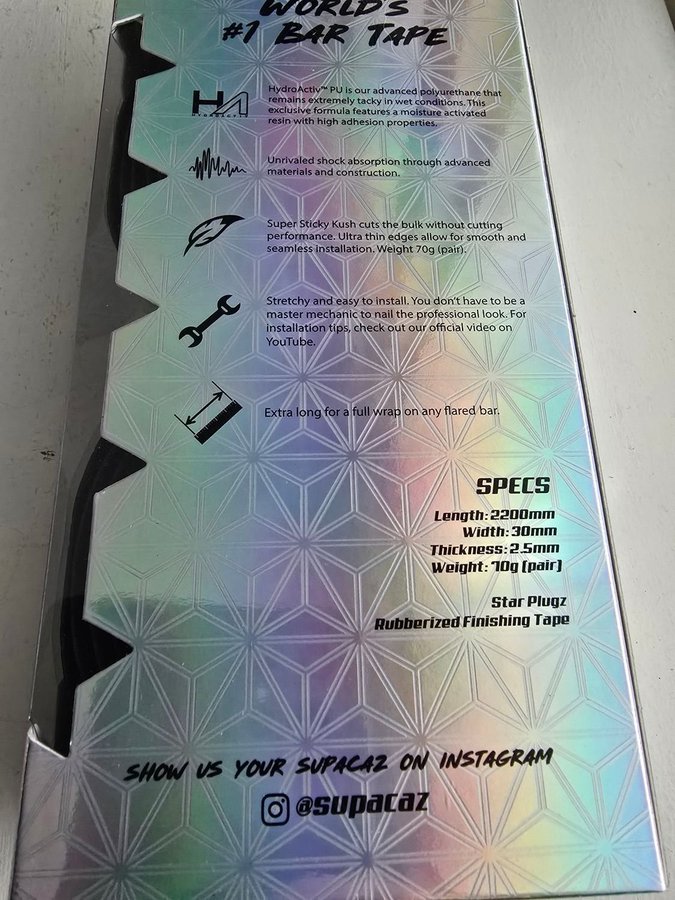 WORLD'S
#1 BAR TAPE
HA
HYDROACTIV
HydroActiv™ PU is our advanced polyurethane that
remains extremely tacky in wet conditions. This
exclusive formula features a moisture activated
resin with high adhesion properties.
Unrivaled shock absorption through advanced
materials and construction.
Super Sticky Kush cuts the bulk without cutting
performance. Ultra thin edges allow for smooth and
seamless installation. Weight 70g (pair).
Stretchy and easy to install. You don't have to be a
master mechanic to nail the professional look. For
installation tips, check out our official video on
YouTube.
Extra long for a full wrap on any flared bar.
SPECS
Length: 2200mm
Width: 30mm
Thickness: 2.5mm
Weight: 70g (pair)
Star Plugz
Rubberized Finishing Tape
SHOW US YOUR SUPACAZ ON INSTAGRAM
@supacaz